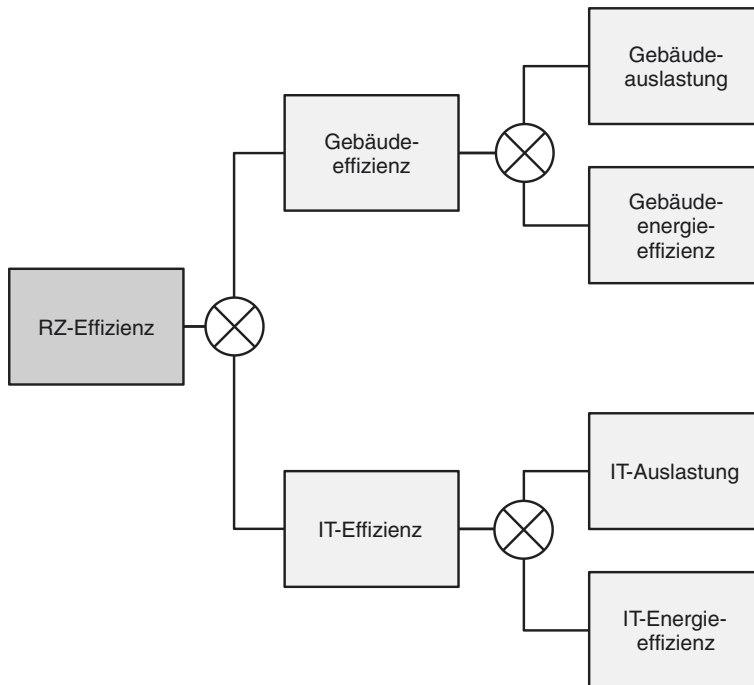 Gebäude-
auslastung
Gebäude-
effizienz
Gebäude-
energie-
effizienz
RZ-Effizienz
IT-Auslastung
IT-Effizienz
IT-Energie-
effizienz